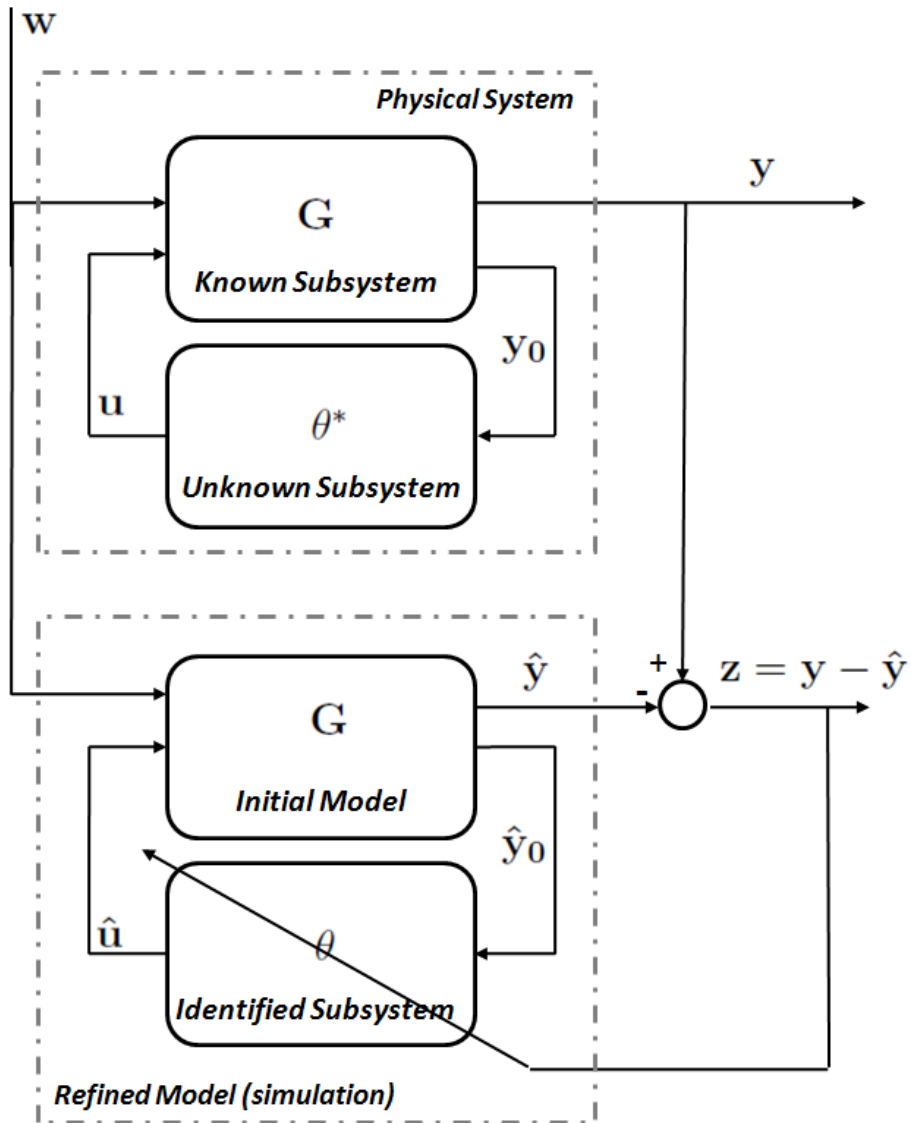 w
Physical System
G
y
Known Subsystem
y₀
u
θ*
Unknown Subsystem
ŷ
+
-
z = y − ŷ
G
Initial Model
ŷ₀
û
θ
Identified Subsystem
Refined Model (simulation)